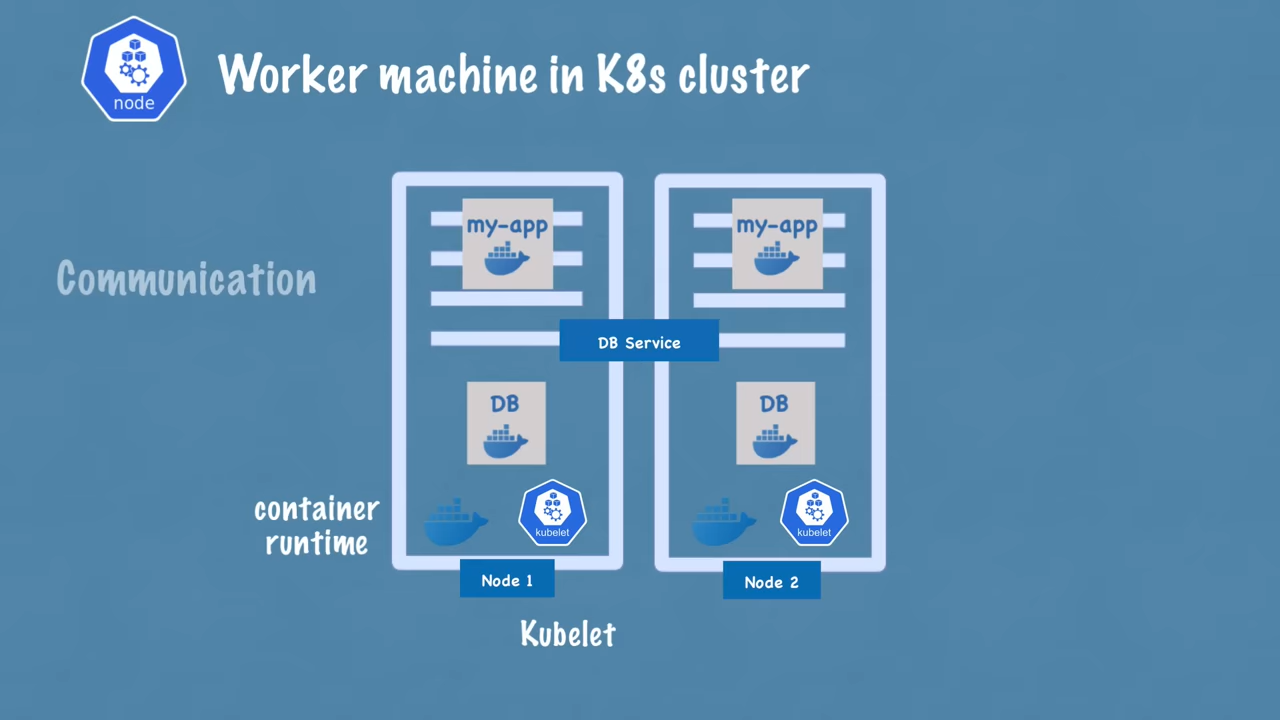 node
Worker machine in K8s cluster
Communication
my-app
my-app
DB Service
DB
DB
container
runtime
kubelet
kubelet
Node 1
Node 2
Kubelet